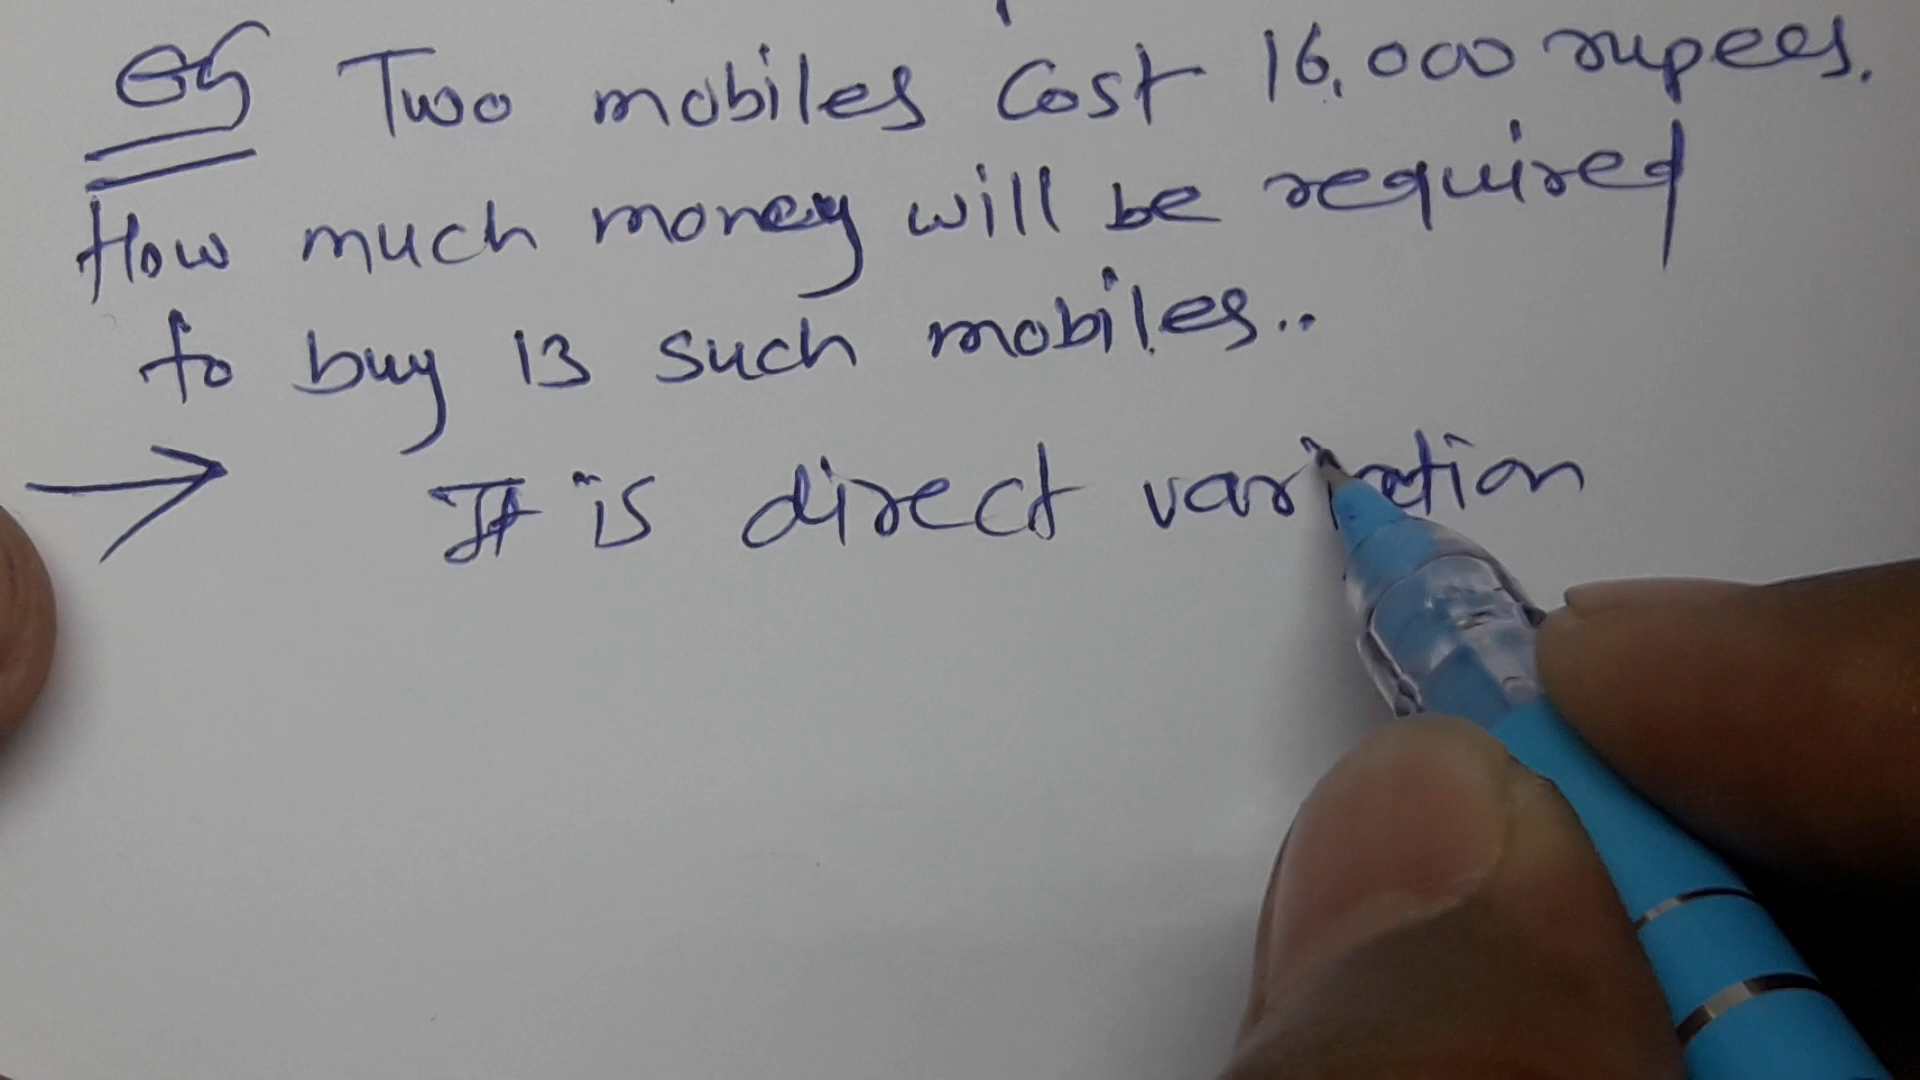 Two mobiles cost 16,000 rupees.
How much money will be required
to buy 13 such mobiles..
→ It is direct variation